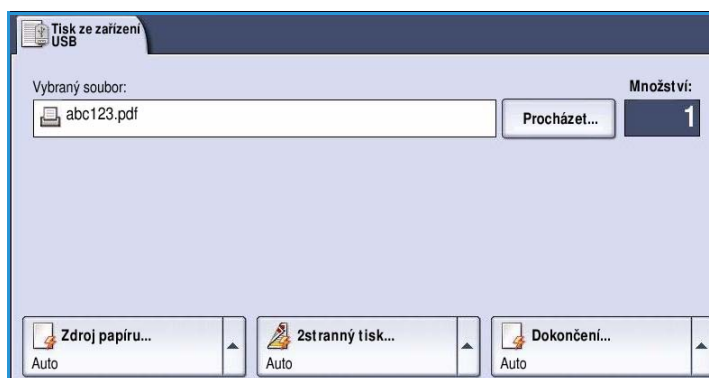 Tisk ze zařízení
USB
Vybraný soubor:
Množství:
abc123.pdf
Procházet...
1
Zdroj papíru...
2stranný tisk...
Dokončení...
Auto
Auto
Auto